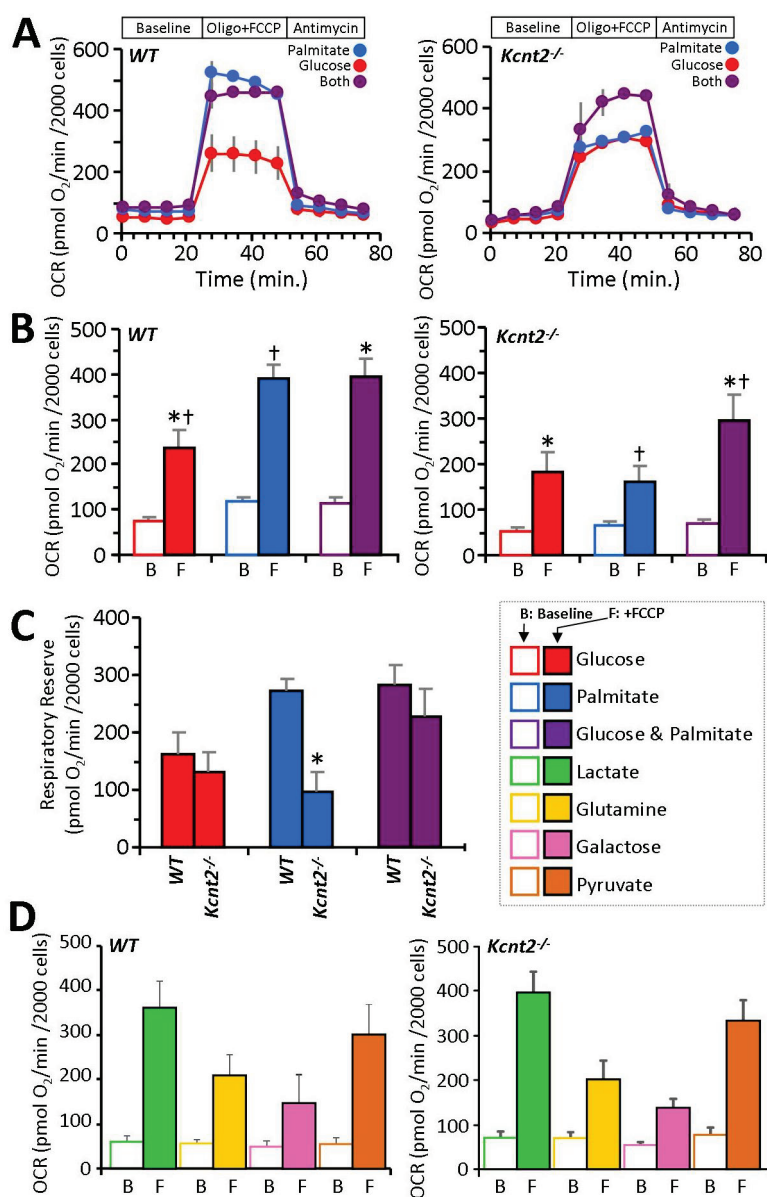 A
Baseline Oligo+FCCP Antimycin
WT
Palmitate
Glucose
Both
600
400
200
0
OCR (pmol O2/min /2000 cells)
0 20 40 60 80
Time (min.)
Baseline Oligo+FCCP Antimycin
Kcnt2-/-
Palmitate
Glucose
Both
600
400
200
0
OCR (pmol O2/min /2000 cells)
0 20 40 60 80
Time (min.)
B
WT
500
400
300
200
100
0
OCR (pmol O2/min /2000 cells)
*† † *
B F B F B F
Kcnt2-/-
500
400
300
200
100
0
OCR (pmol O2/min /2000 cells)
* † *†
B F B F B F
C
400
300
200
100
0
Respiratory Reserve
(pmol O2/min /2000 cells)
*
WT Kcnt2-/- WT Kcnt2-/- WT Kcnt2-/-
B: Baseline F: +FCCP
Glucose
Palmitate
Glucose & Palmitate
Lactate
Glutamine
Galactose
Pyruvate
D
WT
500
400
300
200
100
0
OCR (pmol O2/min /2000 cells)
B F B F B F B F
Kcnt2-/-
500
400
300
200
100
0
OCR (pmol O2/min /2000 cells)
B F B F B F B F